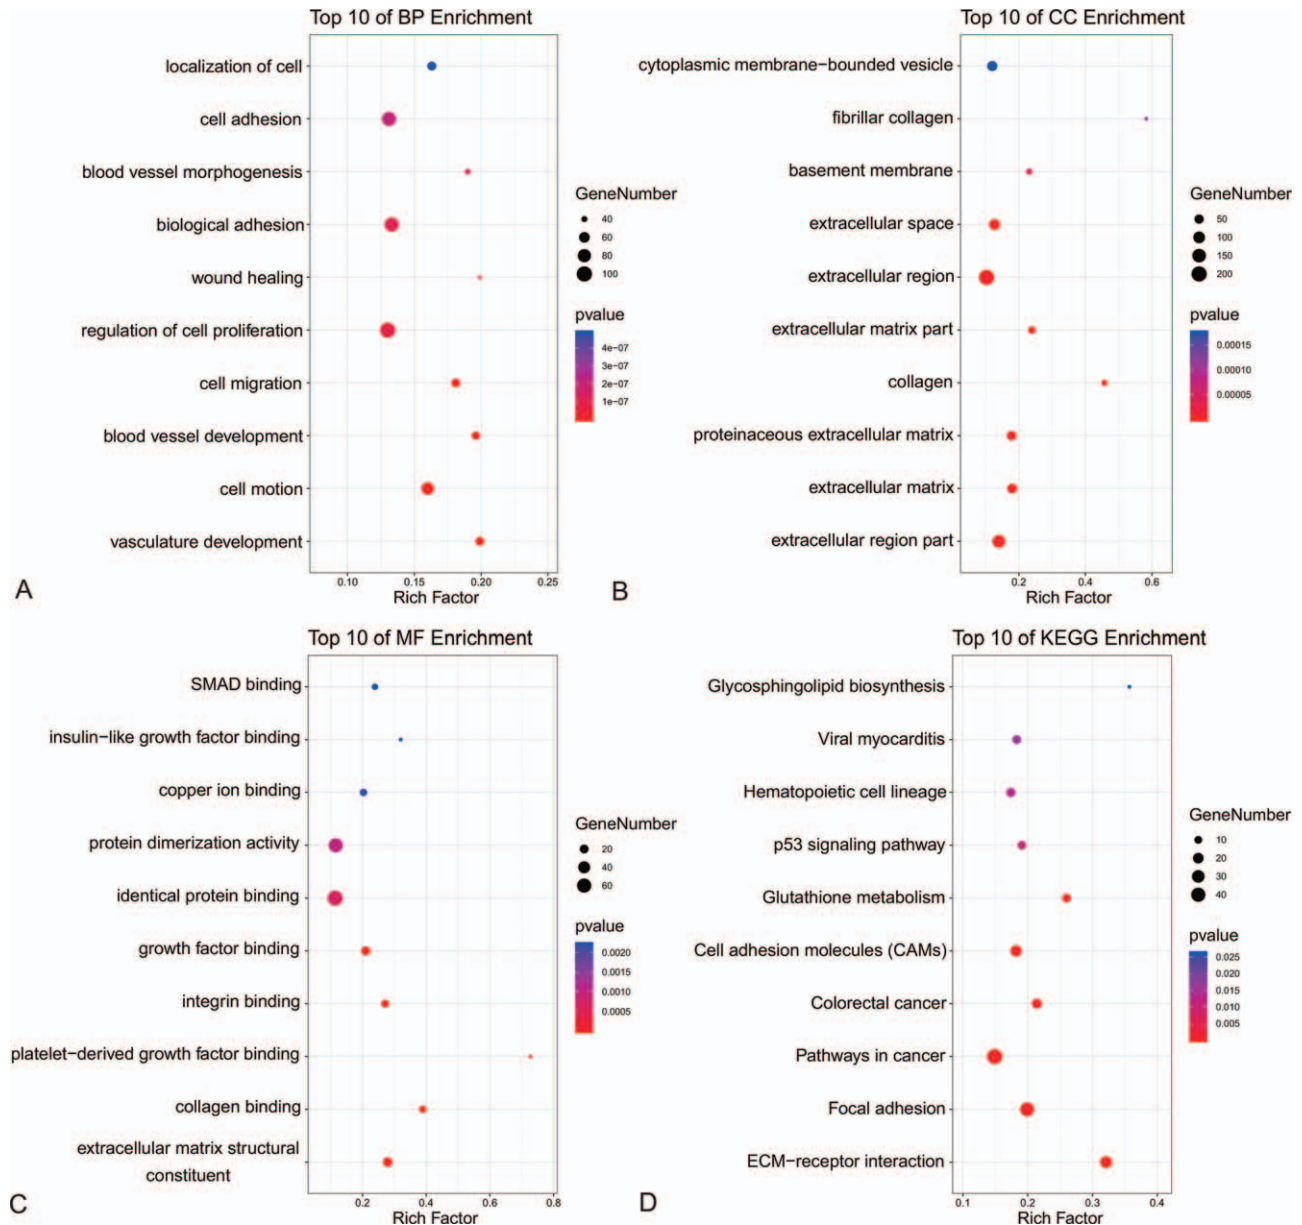 Top 10 of BP Enrichment
localization of cell
cell adhesion
blood vessel morphogenesis
biological adhesion
wound healing
regulation of cell proliferation
cell migration
blood vessel development
cell motion
vasculature development
0.10 0.15 0.20 0.25
Rich Factor
GeneNumber
40
60
80
100
pvalue
4e−07
3e−07
2e−07
1e−07
A
Top 10 of CC Enrichment
cytoplasmic membrane−bounded vesicle
fibrillar collagen
basement membrane
extracellular space
extracellular region
extracellular matrix part
collagen
proteinaceous extracellular matrix
extracellular matrix
extracellular region part
0.2 0.4 0.6
Rich Factor
GeneNumber
50
100
150
200
pvalue
0.00015
0.00010
0.00005
B
Top 10 of MF Enrichment
SMAD binding
insulin−like growth factor binding
copper ion binding
protein dimerization activity
identical protein binding
growth factor binding
integrin binding
platelet−derived growth factor binding
collagen binding
extracellular matrix structural
constituent
0.2 0.4 0.6 0.8
Rich Factor
GeneNumber
20
40
60
pvalue
0.0020
0.0015
0.0010
0.0005
C
Top 10 of KEGG Enrichment
Glycosphingolipid biosynthesis
Viral myocarditis
Hematopoietic cell lineage
p53 signaling pathway
Glutathione metabolism
Cell adhesion molecules (CAMs)
Colorectal cancer
Pathways in cancer
Focal adhesion
ECM−receptor interaction
0.1 0.2 0.3 0.4
Rich Factor
GeneNumber
10
20
30
40
pvalue
0.025
0.020
0.015
0.010
0.005
D